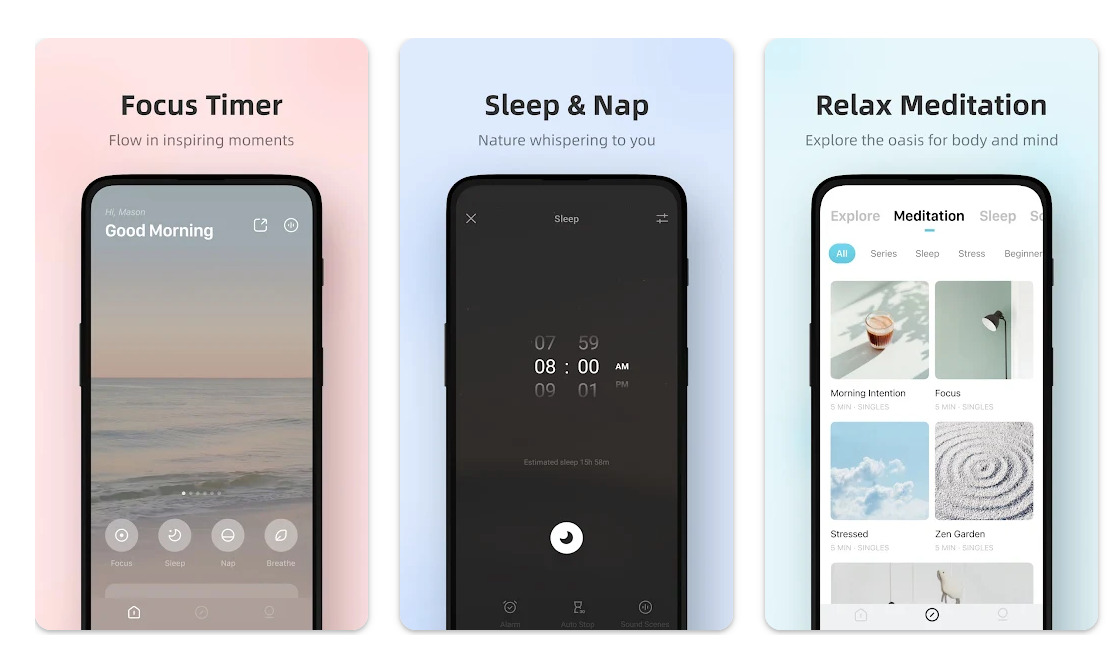 Focus Timer
Flow in inspiring moments
Hi, Mason
Good Morning
Focus Sleep Nap Breathe
Sleep & Nap
Nature whispering to you
Sleep
07 59
08 : 00 AM
09 01 PM
Estimated sleep 15h 58m
Alarm Auto Stop Sound Scenes
Relax Meditation
Explore the oasis for body and mind
Explore Meditation Sleep So
All Series Sleep Stress Beginner
Morning Intention Focus
5 MIN · SINGLES 5 MIN · SINGLES
Stressed Zen Garden
5 MIN · SINGLES 5 MIN · SINGLES